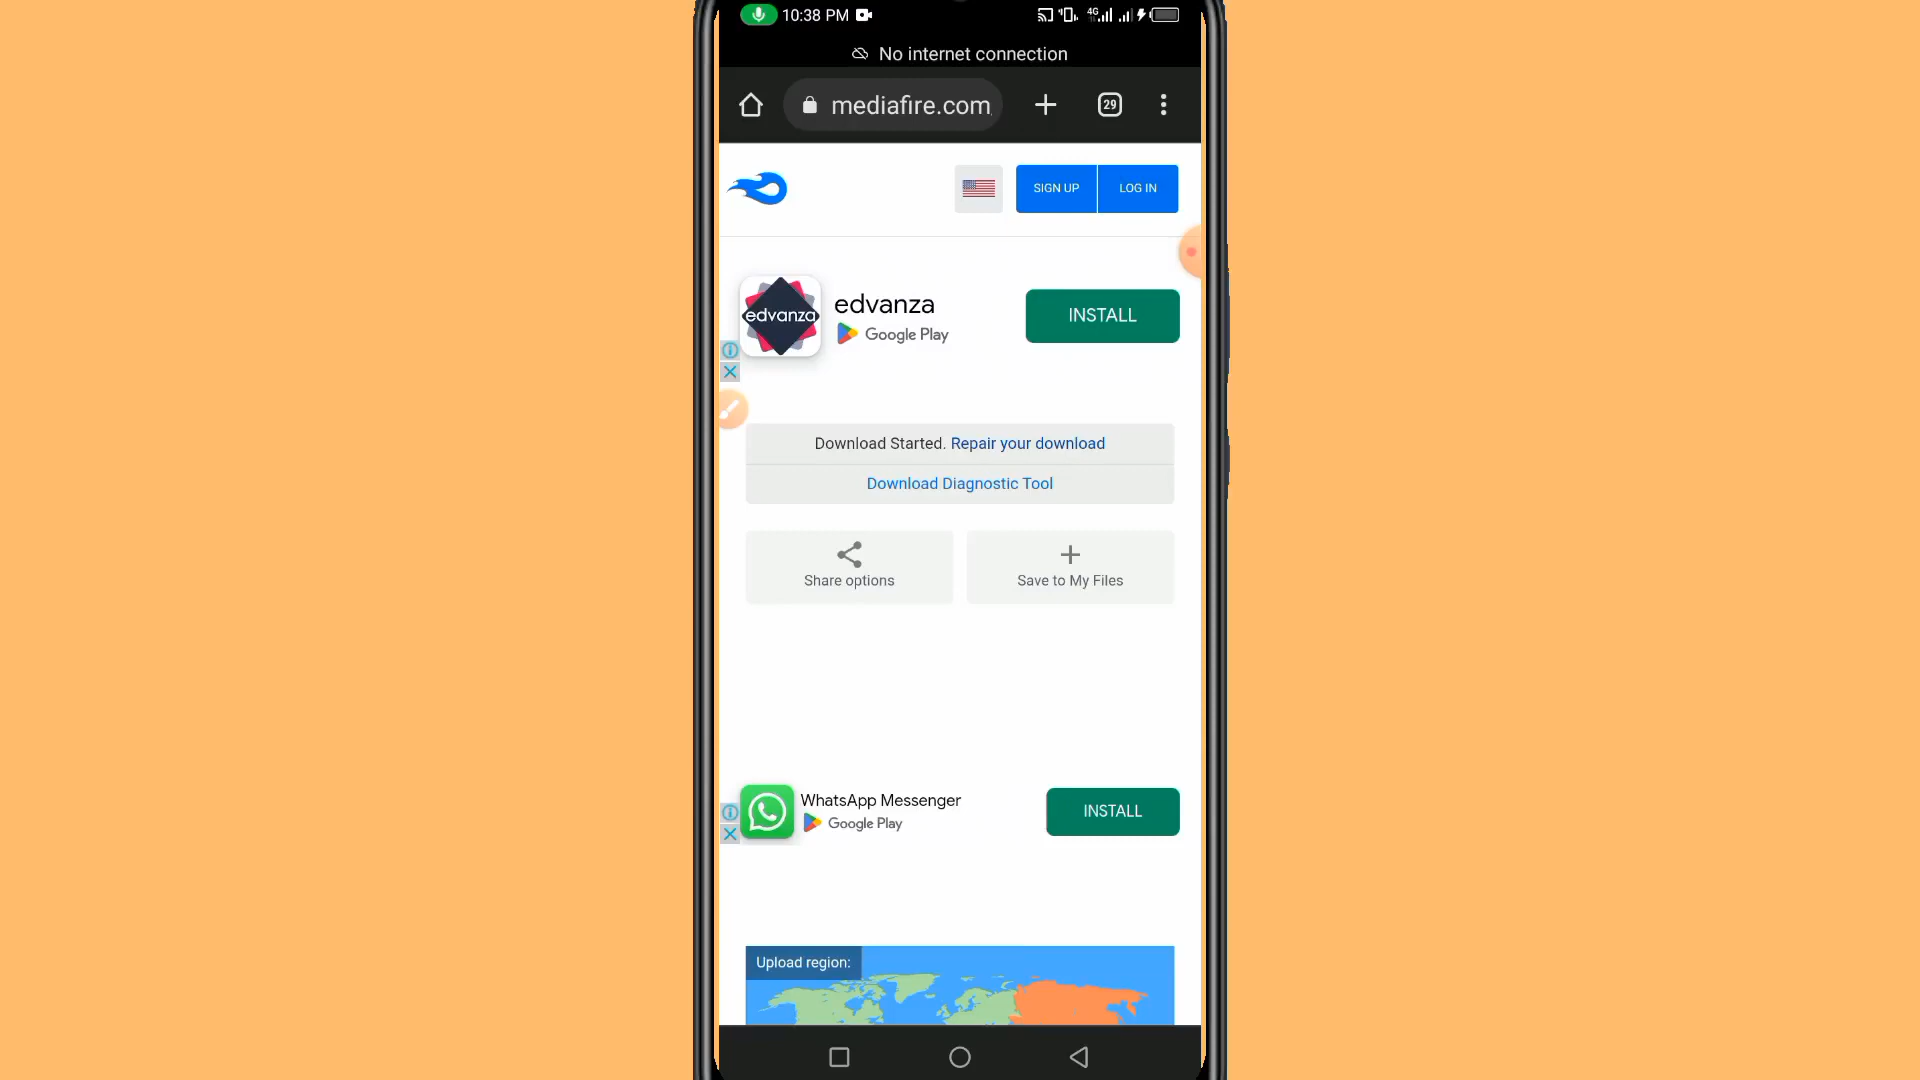 10:38 PM
4G
No internet connection
mediafire.com
29
SIGN UP
LOG IN
edvanza
edvanza
Google Play
INSTALL
Download Started. Repair your download
Download Diagnostic Tool
Share options
Save to My Files
WhatsApp Messenger
Google Play
INSTALL
Upload region: